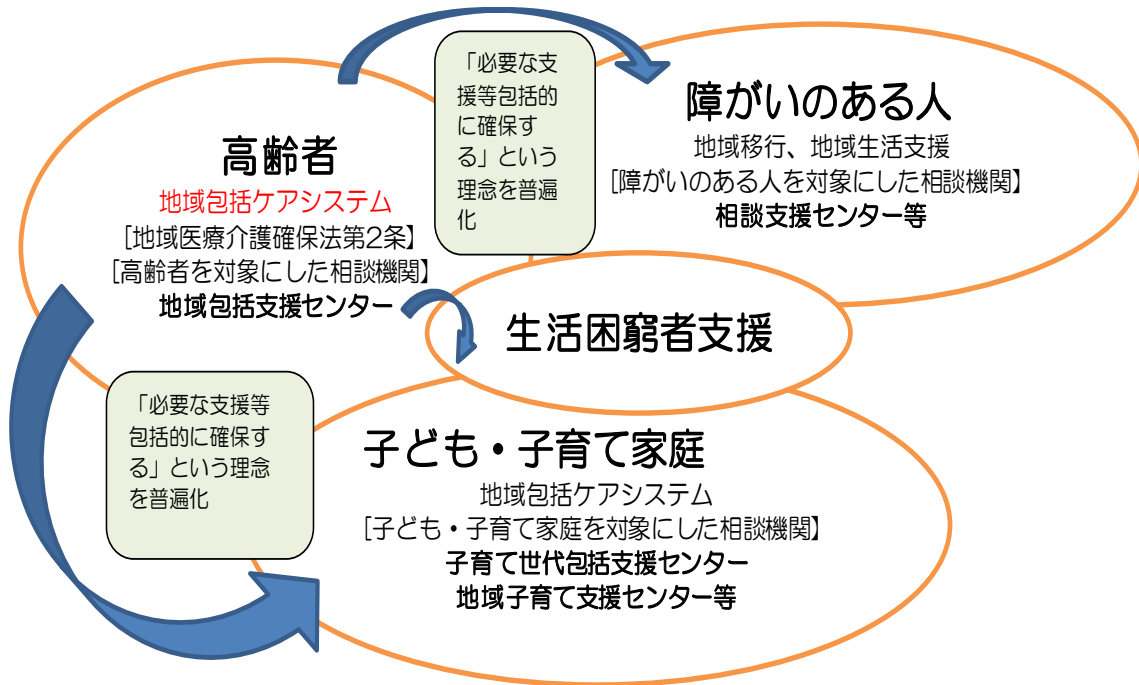 高齢者
地域包括ケアシステム
[地域医療介護確保法第2条】
[高齢者を対象にした相談機関】
地域包括支援センター
「必要な支
援等包括的
に確保す
る」という
理念を普遍
化
障がいのある人
地域移行、地域生活支援
[障がいのある人を対象にした相談機関】
相談支援センター等
生活困窮者支援
「必要な支援等
包括的に確保す
る」という理念
を普遍化
子ども・子育て家庭
地域包括ケアシステム
[子ども・子育て家庭を対象にした相談機関】
子育て世代包括支援センター
地域子育て支援センター等